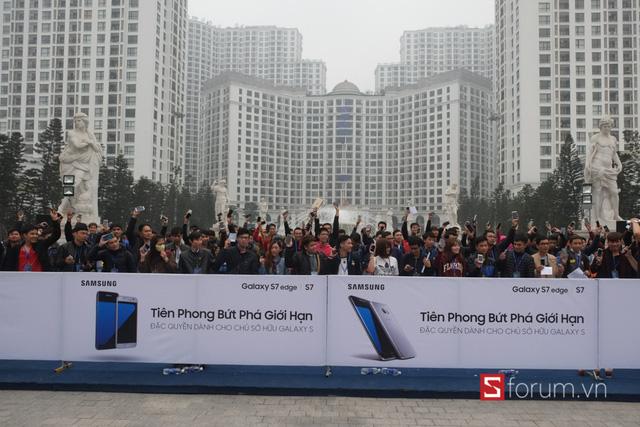 SAMSUNG
Galaxy S7 edge | S7
Tiên Phong Bứt Phá Giới Hạn
ĐẶC QUYỀN DÀNH CHO CHỦ SỞ HỮU GALAXY S
SAMSUNG
Galaxy S7 edge | S7
Tiên Phong Bứt Phá Giới Hạn
ĐẶC QUYỀN DÀNH CHO CHỦ SỞ HỮU GALAXY S
Sforum.vn